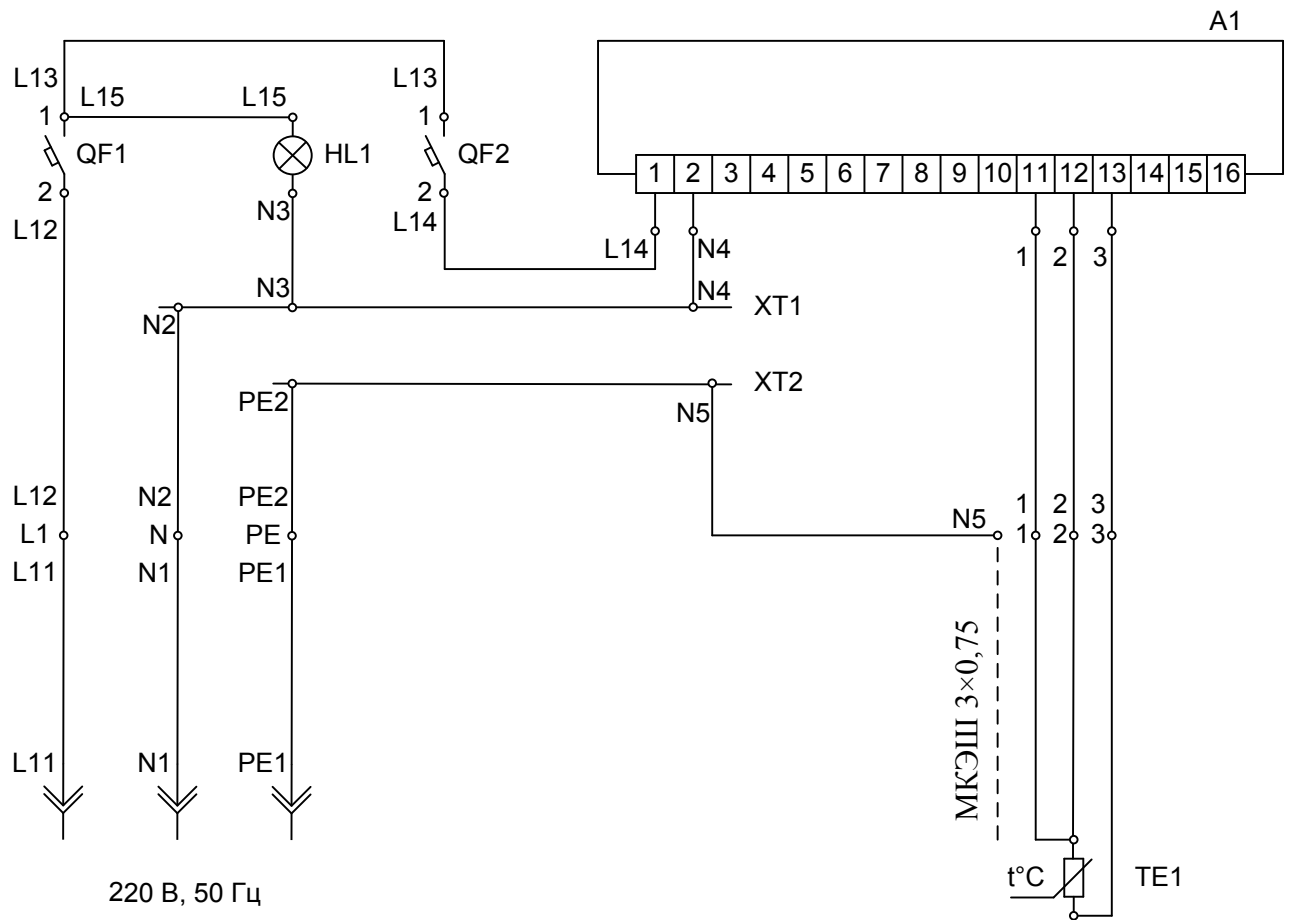 A1
L13 L13
L15 L15
1 1
QF1 HL1 QF2
1 2 3 4 5 6 7 8 9 10 11 12 13 14 15 16
2 2
L12 N3 L14
L14 N4 1 2 3
N3 N4 XT1
N2
XT2
PE2 N5
L12 N2 PE2 1 2 3
N5
L1 N PE 1 2 3
L11 N1 PE1
МКЭШ 3×0,75
L11 N1 PE1
220 В, 50 Гц
t°C TE1